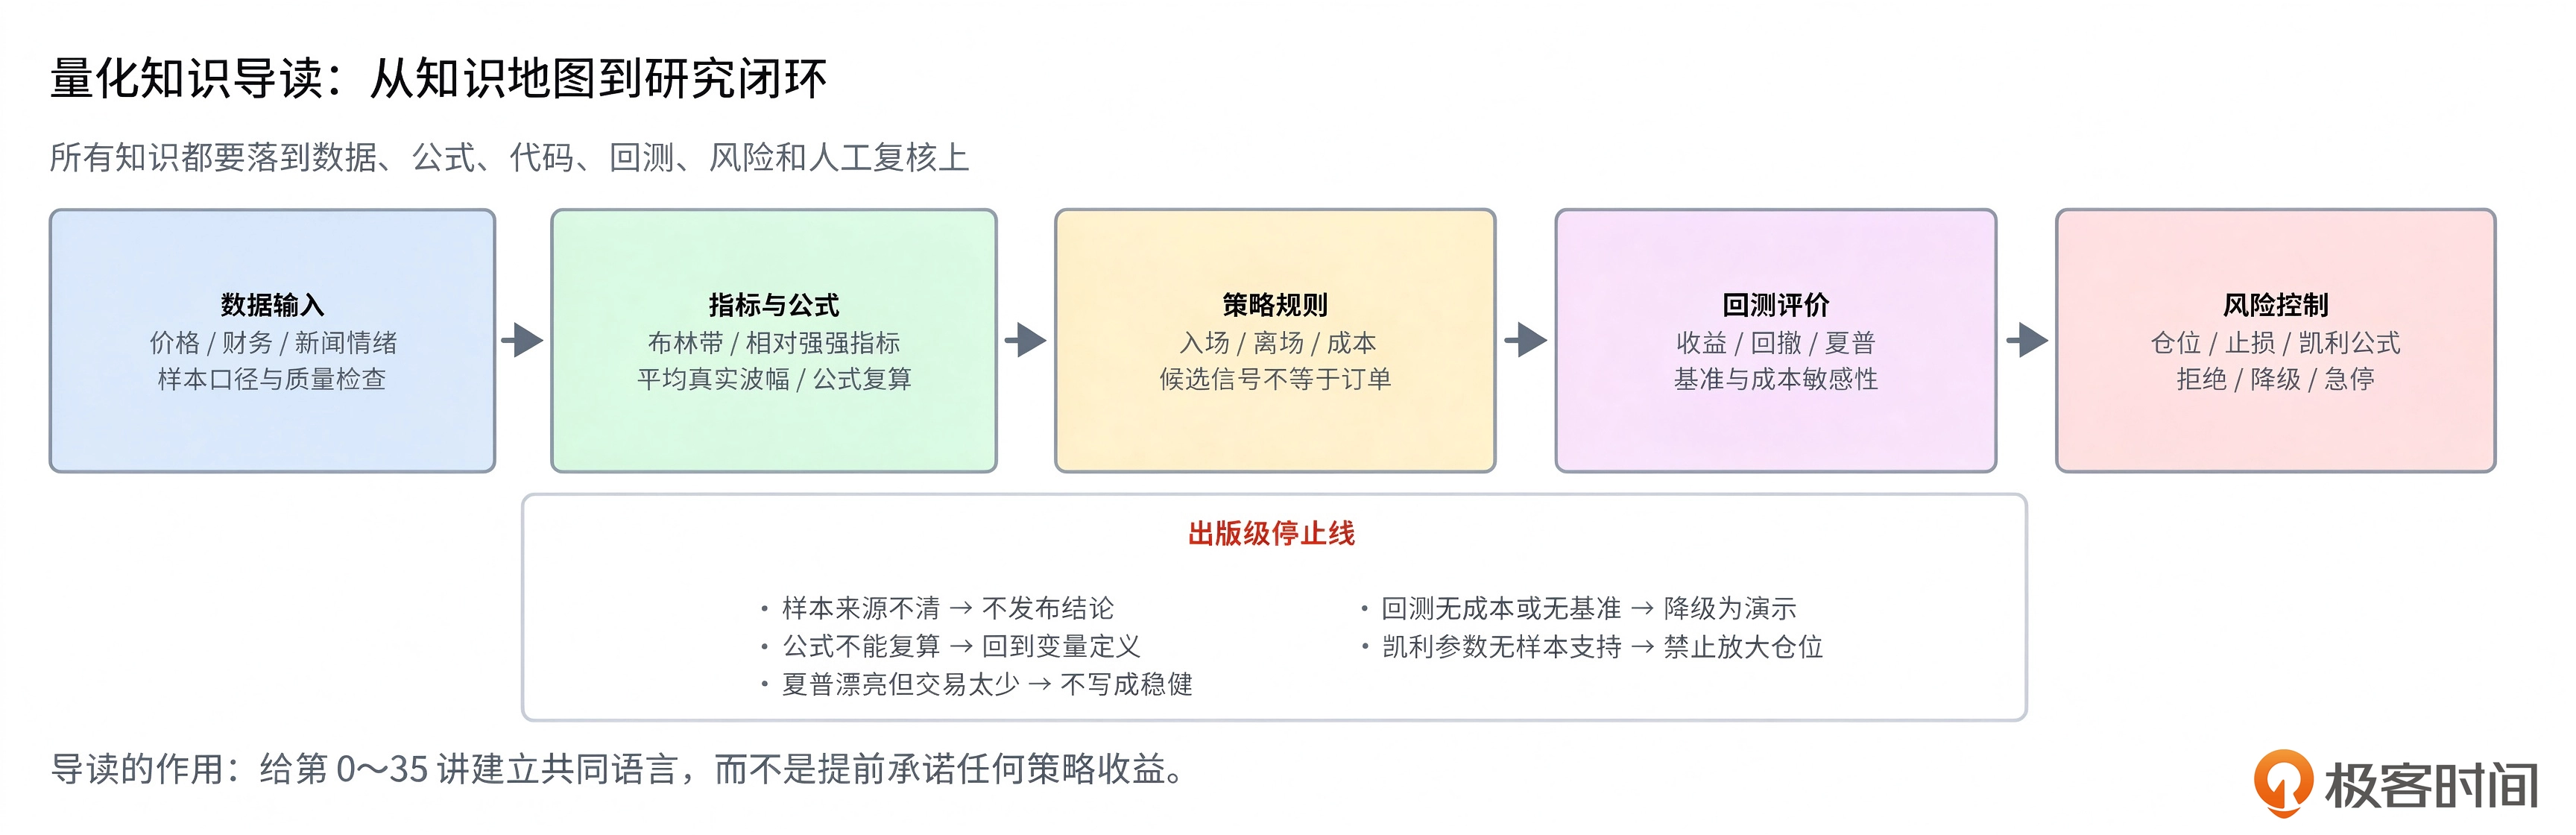 量化知识导读：从知识地图到研究闭环
所有知识都要落到数据、公式、代码、回测、风险和人工复核上
数据输入
价格 / 财务 / 新闻情绪
样本口径与质量检查
指标与公式
布林带 / 相对强强指标
平均真实波幅 / 公式复算
策略规则
入场 / 离场 / 成本
候选信号不等于订单
回测评价
收益 / 回撤 / 夏普
基准与成本敏感性
风险控制
仓位 / 止损 / 凯利公式
拒绝 / 降级 / 急停
出版级停止线
• 样本来源不清 → 不发布结论
• 公式不能复算 → 回到变量定义
• 夏普漂亮但交易太少 → 不写成稳健
• 回测无成本或无基准 → 降级为演示
• 凯利参数无样本支持 → 禁止放大仓位
导读的作用：给第 0～35 讲建立共同语言，而不是提前承诺任何策略收益。
极客时间